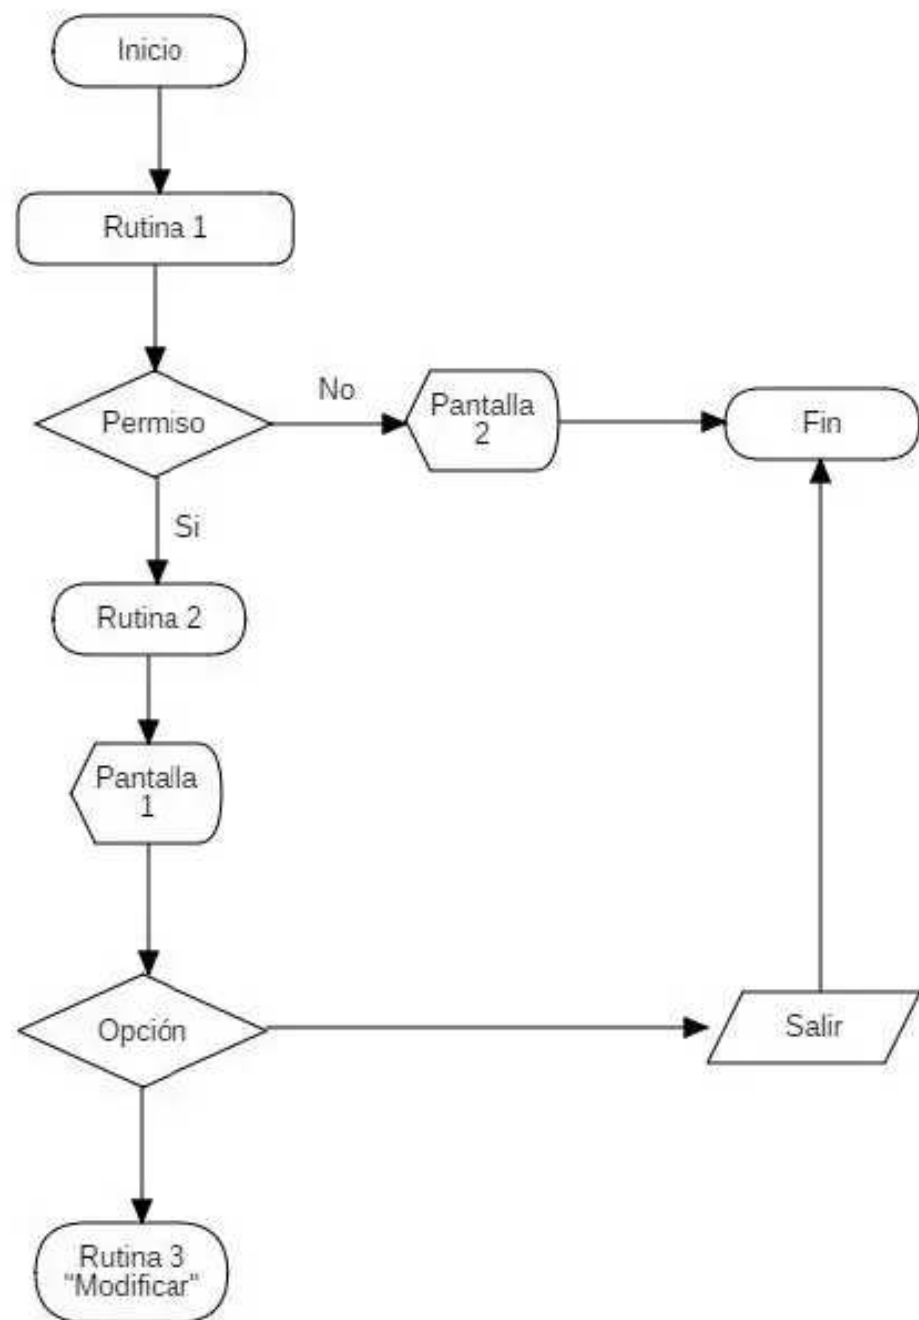 Inicio
Rutina 1
Permiso
No
Pantalla
2
Fin
Si
Rutina 2
Pantalla
1
Opción
Salir
Rutina 3
"Modificar"